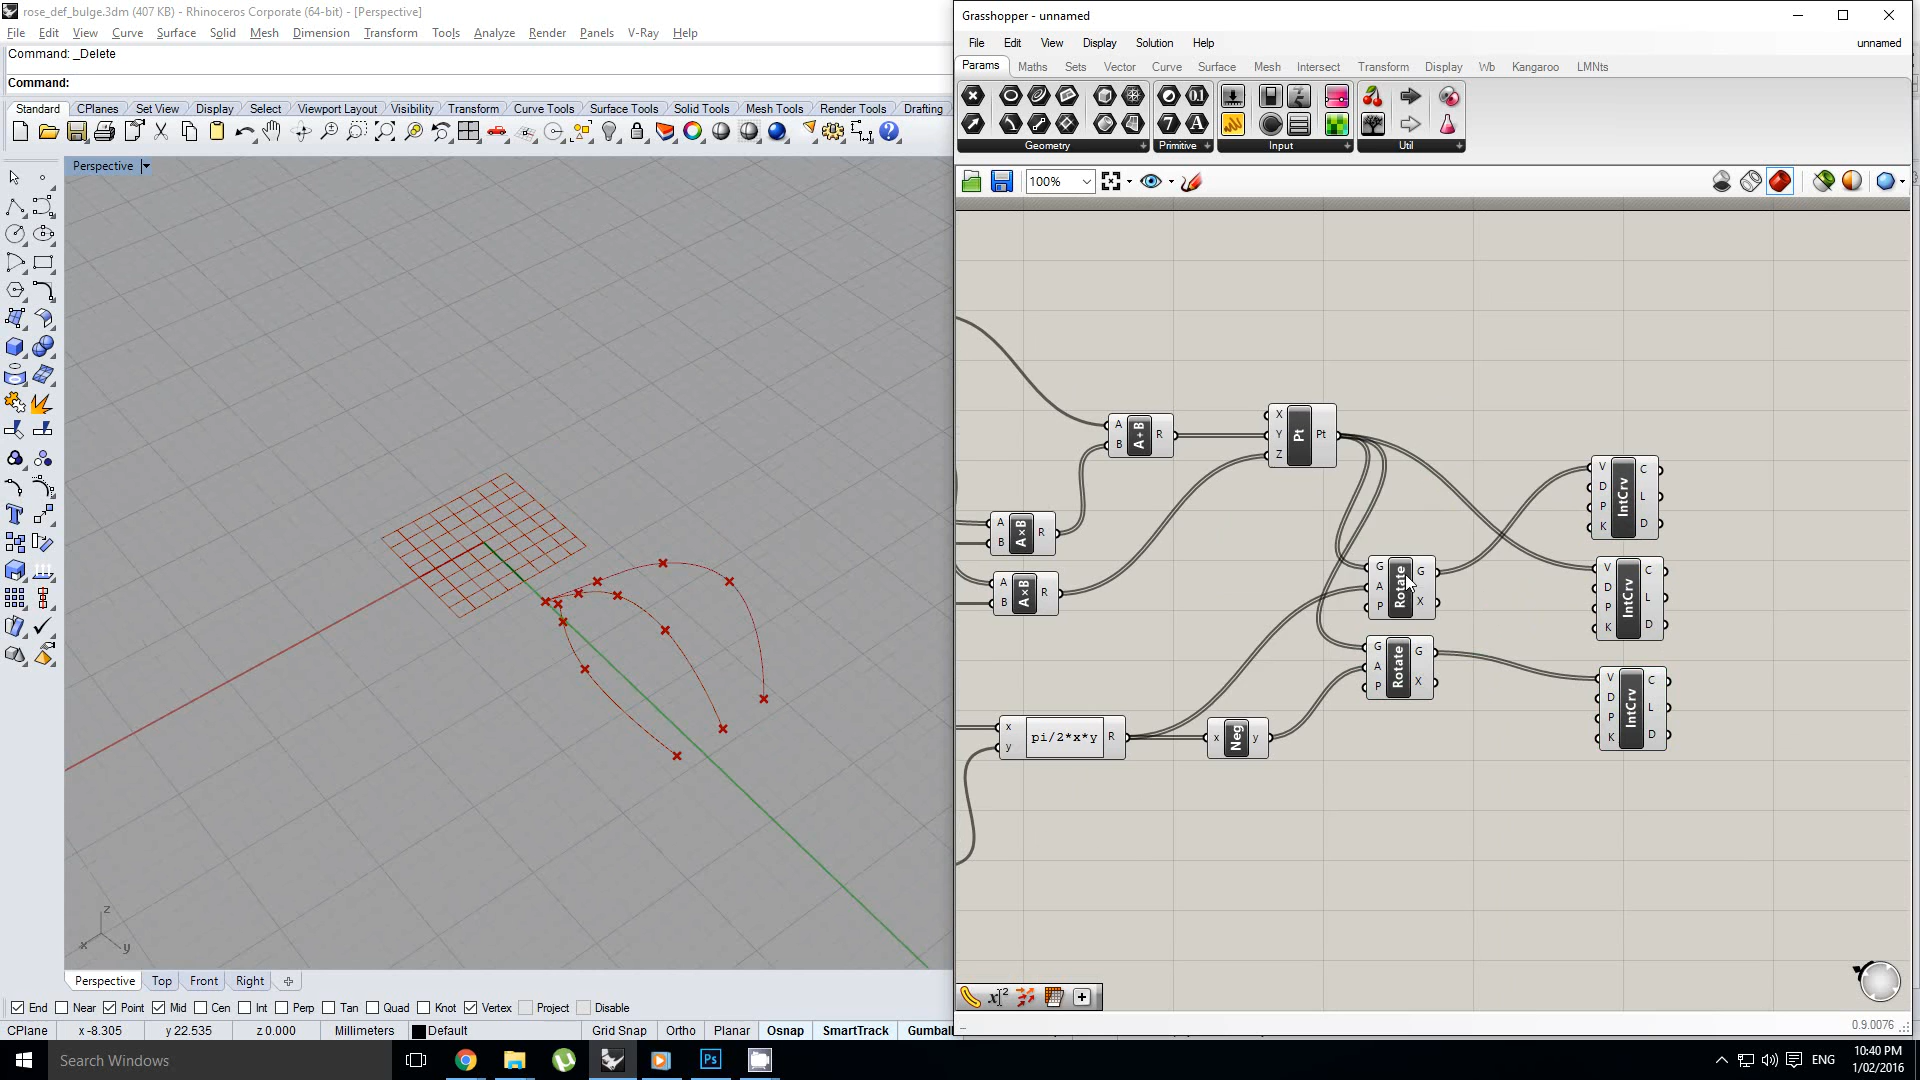 rose_def_bulge.3dm (407 KB) - Rhinoceros Corporate (64-bit) - [Perspective]
File Edit View Curve Surface Solid Mesh Dimension Transform Tools Analyze Render Panels V-Ray Help
Command: _Delete
Command:
Standard CPlanes Set View Display Select Viewport Layout Visibility Transform Curve Tools Surface Tools Solid Tools Mesh Tools Render Tools Drafting
Perspective
z
x
y
Perspective Top Front Right
End Near Point Mid Cen Int Perp Tan Quad Knot Vertex Project Disable
CPlane x -8.305 y 22.535 z 0.000 Millimeters Default Grid Snap Ortho Planar Osnap SmartTrack Gumball
Grasshopper - unnamed
File Edit View Display Solution Help unnamed
Params Maths Sets Vector Curve Surface Mesh Intersect Transform Display Wb Kangaroo LMNts
Geometry Primitive Input Util
100%
A B A+B R
X Y Z Pt Pt
A B A×B R
A B A×B R
G A P Rotate G X
G A P Rotate G X
x y pi/2*x*y R
x Neg y
V D P K IntCrv C L D
V D P K IntCrv C L D
V D P K IntCrv C L D
0.9.0076
Search Windows
Ps
ENG
10:40 PM
1/02/2016